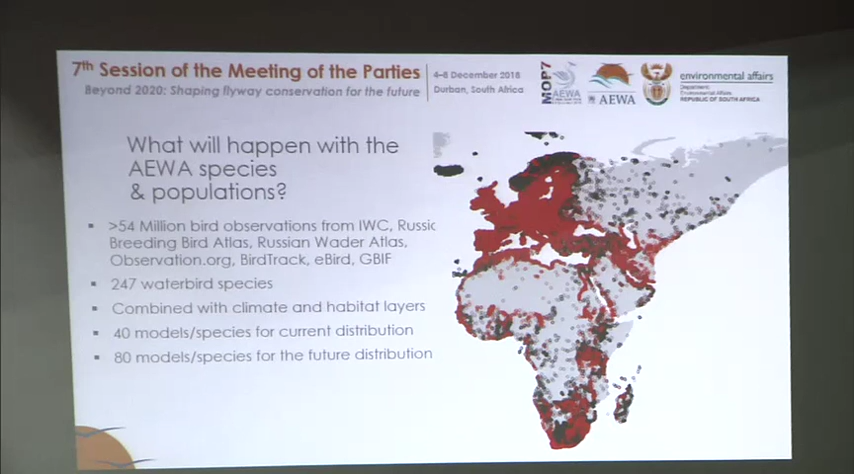 7th Session of the Meeting of the Parties
Beyond 2020: Shaping flyway conservation for the future
4–8 December 2018
Durban, South Africa
MOP7
AEWA
AEWA
environmental affairs
Department:
Environmental Affairs
REPUBLIC OF SOUTH AFRICA
What will happen with the
AEWA species
& populations?
▪ >54 Million bird observations from IWC, Russic
Breeding Bird Atlas, Russian Wader Atlas,
Observation.org, BirdTrack, eBird, GBIF
▪ 247 waterbird species
▪ Combined with climate and habitat layers
▪ 40 models/species for current distribution
▪ 80 models/species for the future distribution